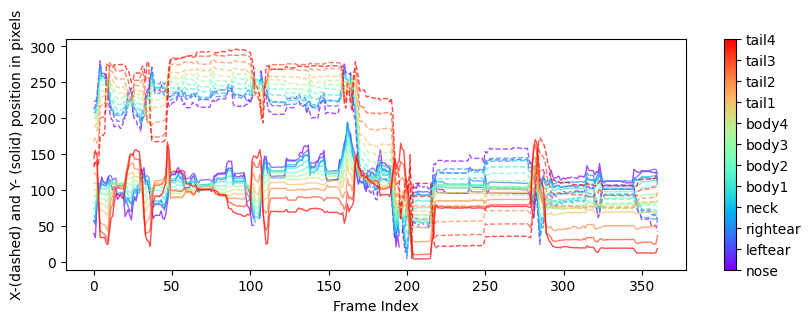 X-(dashed) and Y- (solid) position in pixels
300
250
200
150
100
50
0
0 50 100 150 200 250 300 350
Frame Index
tail4
tail3
tail2
tail1
body4
body3
body2
body1
neck
rightear
leftear
nose